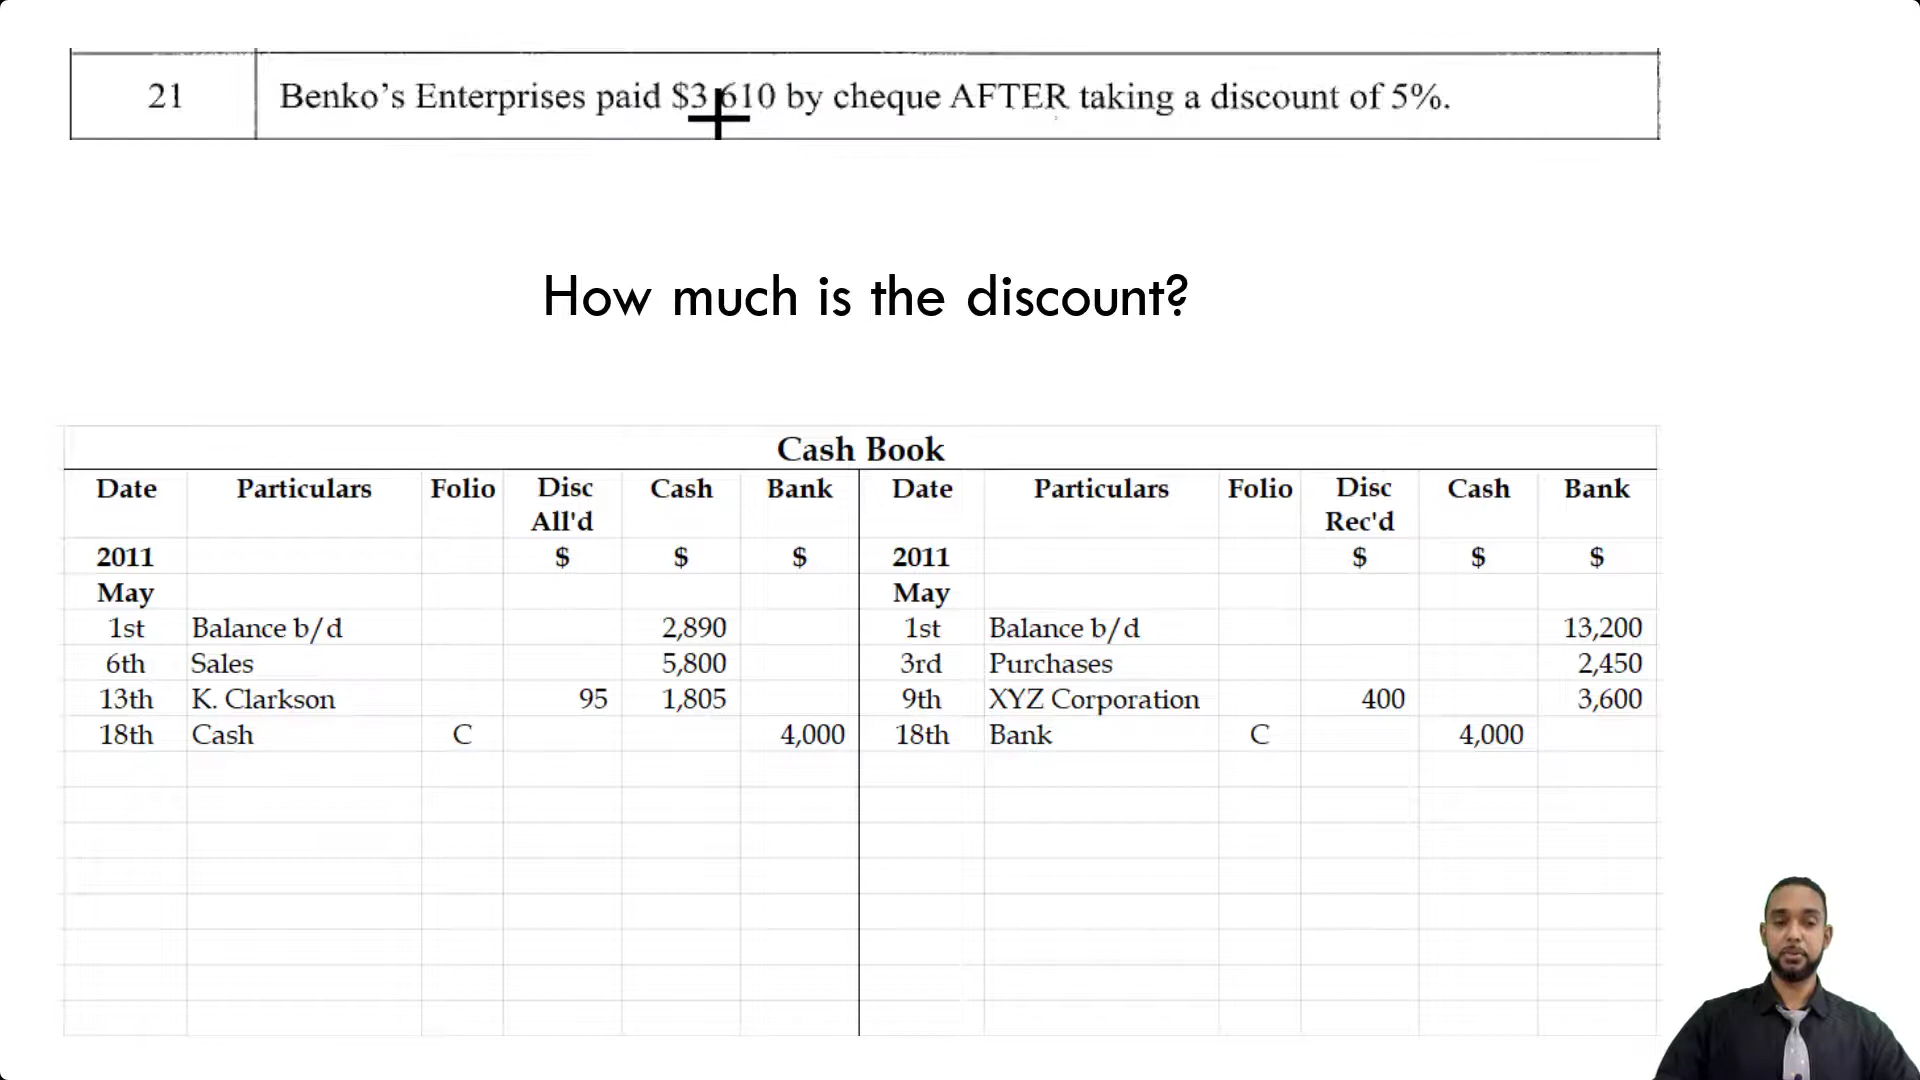 21 Benko's Enterprises paid $3 610 by cheque AFTER taking a discount of 5%.
How much is the discount?
Cash Book
Date Particulars Folio Disc All'd Cash Bank Date Particulars Folio Disc Rec'd Cash Bank
2011 $ $ $ 2011 $ $ $
May May
1st Balance b/d 2,890 1st Balance b/d 13,200
6th Sales 5,800 3rd Purchases 2,450
13th K. Clarkson 95 1,805 9th XYZ Corporation 400 3,600
18th Cash C 4,000 18th Bank C 4,000